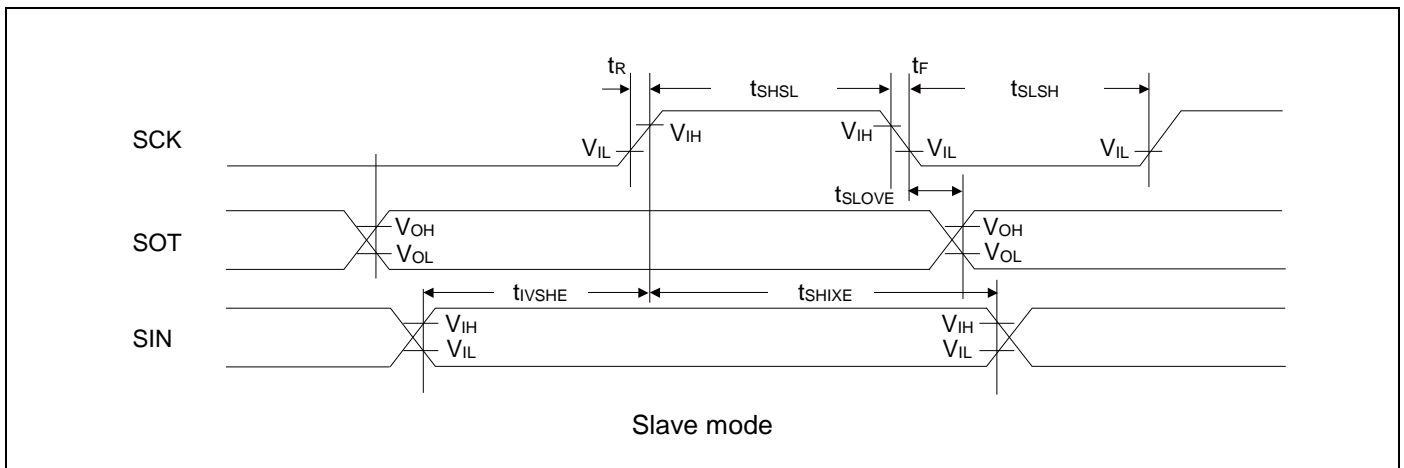 tR
tSHSL
tF
tSLSH
SCK
VIH
VIL
VIH
VIL
VIL
tSLOVE
SOT
VOH
VOL
VOH
VOL
tIVSHE
tSHIXE
SIN
VIH
VIL
VIH
VIL
Slave mode